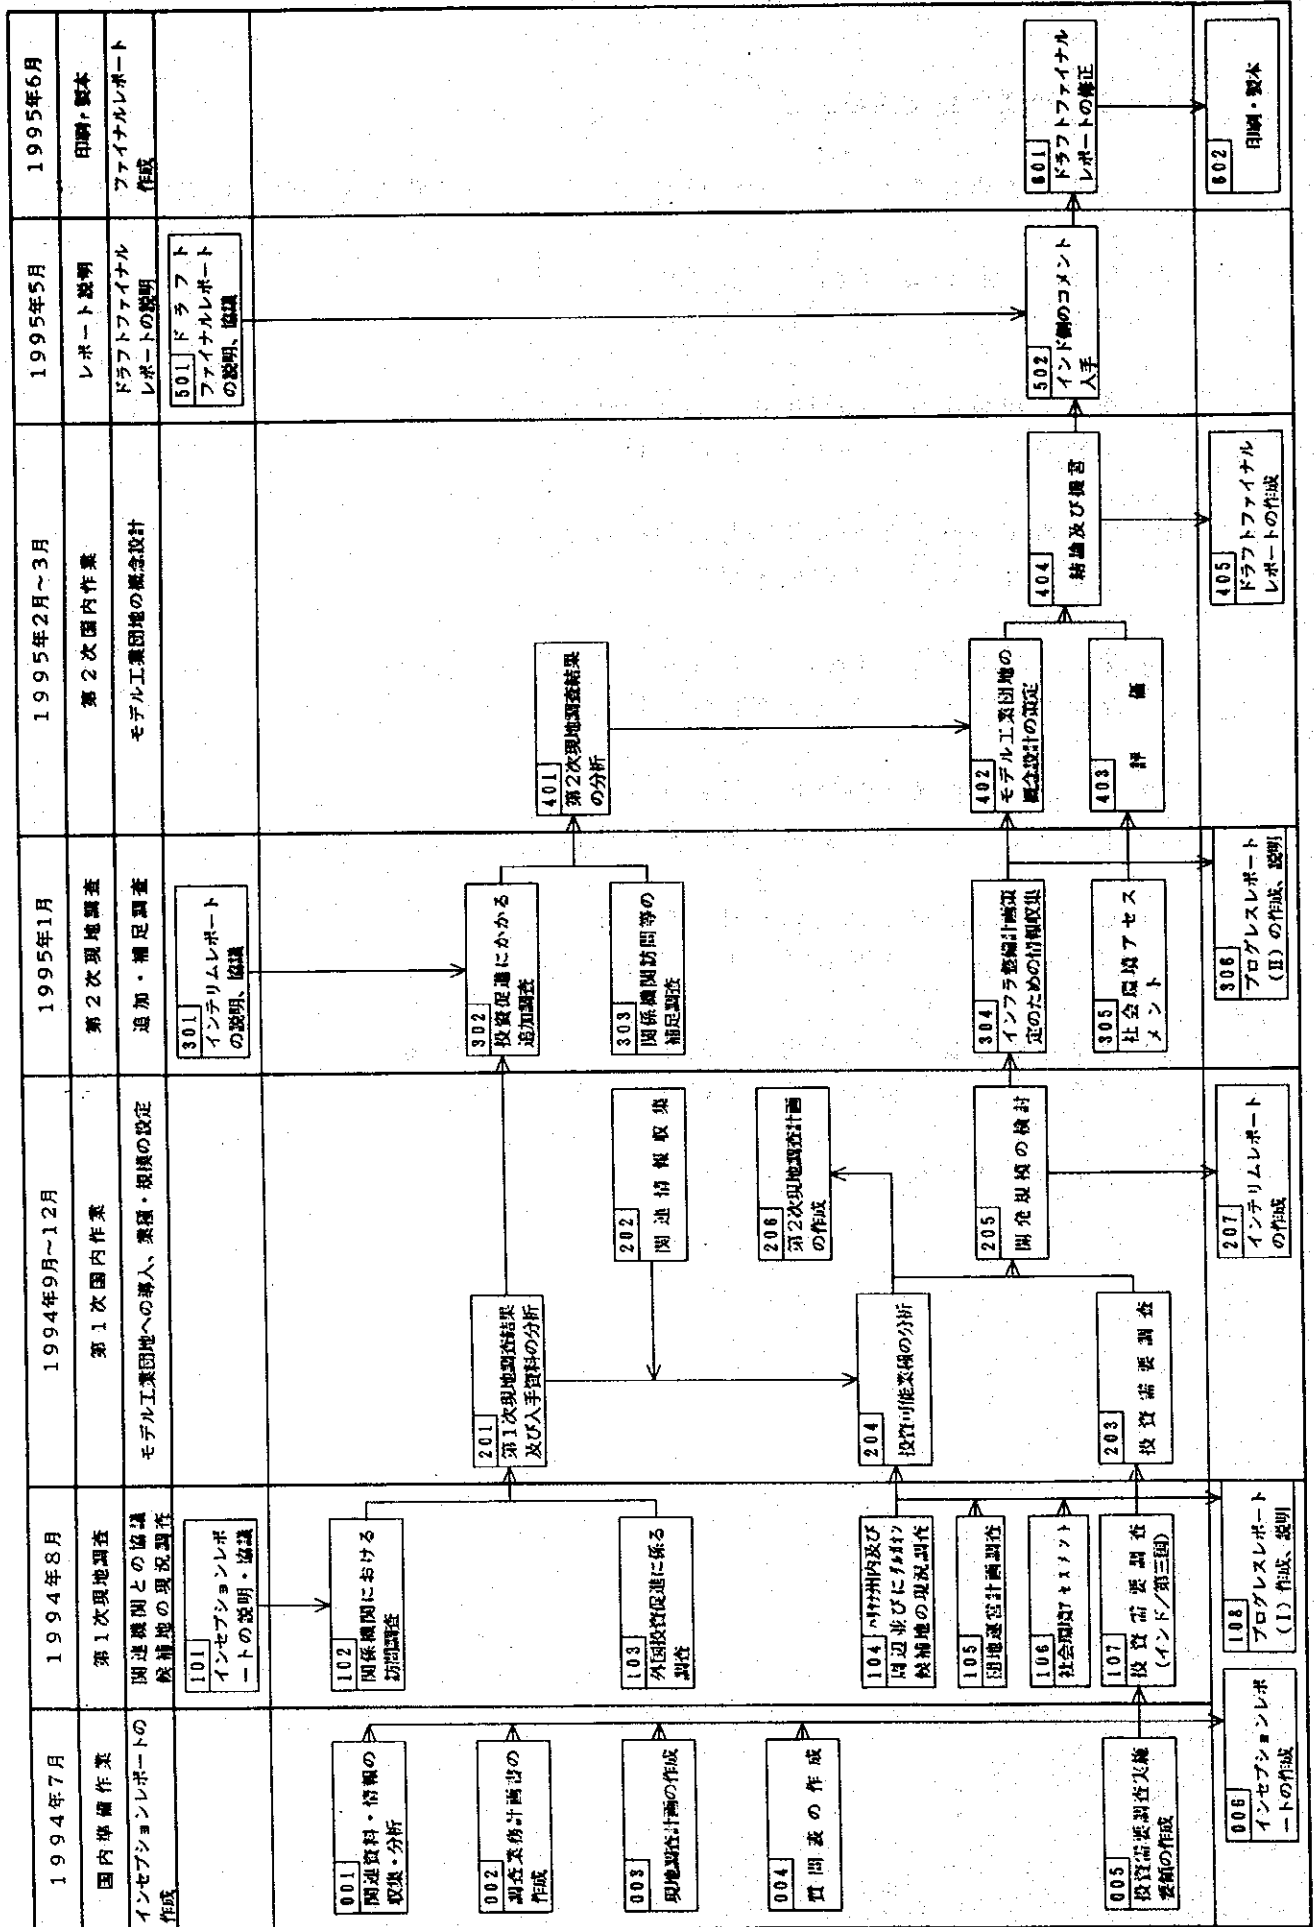 1994年7月
国内準備作業
インセプションレポートの
作成
1994年8月
第1次現地調査
関連機関との協議
候補地の現況調査
1994年9月~12月
第1次国内作業
モデル工業団地への導入、業種・規模の設定
1995年1月
第2次現地調査
追加・補足調査
1995年2月~3月
第2次国内作業
モデル工業団地の概念設計
1995年5月
レポート説明
ドラフトファイナル
レポートの説明
1995年6月
印刷・製本
ファイナルレポート
作成
101
インセプションレポ
ートの説明・協議
301
インテリムレポート
の説明、協議
501 ドラフト
ファイナルレポート
の説明、協議
001
関連資料・情報の
収集・分析
002
調査業務計画書の
作成
003
現地調査計画の作成
004
質問表の作成
005
投資需要調査実施
要領の作成
006
インセプションレポ
ートの作成
102
関係機関における
訪問調査
103
外国投資促進に係る
調査
104 ハリヤナ州内及び
周辺並びにグルガオン
候補地の現況調査
105
団地運営計画調査
106
社会環境アセスメント
107
投資需要調査
(インド/第三国)
108
プログレスレポート
(I)作成、説明
201
第1次現地調査結果
及び入手資料の分析
202
関連情報収集
206
第2次現地調査計画
の作成
204
投資可能業種の分析
205
開発規模の検討
203
投資需要調査
207
インテリムレポート
の作成
302
投資促進にかかる
追加調査
303
関係機関訪問等の
補足調査
304
インフラ整備計画策
定のための情報収集
305
社会環境アセス
メント
306
プログレスレポート
(II)の作成、説明
401
第2次現地調査結果
の分析
402
モデル工業団地の
概念設計の策定
403
評価
404
結論及び提言
405
ドラフトファイナル
レポートの作成
502
インド側のコメント
入手
601
ドラフトファイナル
レポートの修正
602
印刷・製本